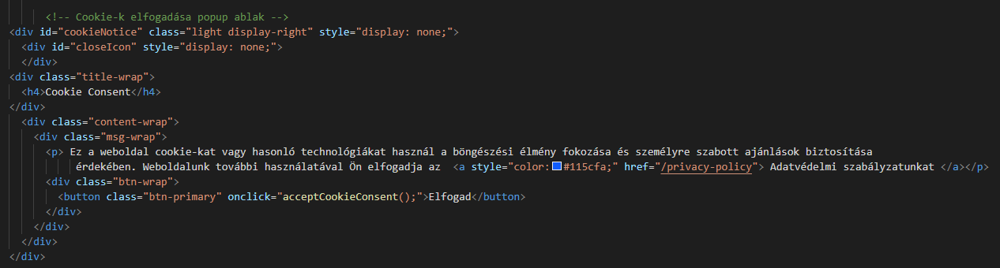 <!-- Cookie-k elfogadása popup ablak -->
<div id="cookieNotice" class="light display-right" style="display: none;">
<div id="closeIcon" style="display: none;">
</div>
<div class="title-wrap">
<h4>Cookie Consent</h4>
</div>
<div class="content-wrap">
<div class="msg-wrap">
<p> Ez a weboldal cookie-kat vagy hasonló technológiákat használ a böngészési élmény fokozása és személyre szabott ajánlások biztosítása
érdekében. Weboldalunk további használatával Ön elfogadja az  <a style="color:#115cfa;" href="/privacy-policy"> Adatvédelmi szabályzatunkat </a></p>
<div class="btn-wrap">
<button class="btn-primary" onclick="acceptCookieConsent();">Elfogad</button>
</div>
</div>
</div>
</div>